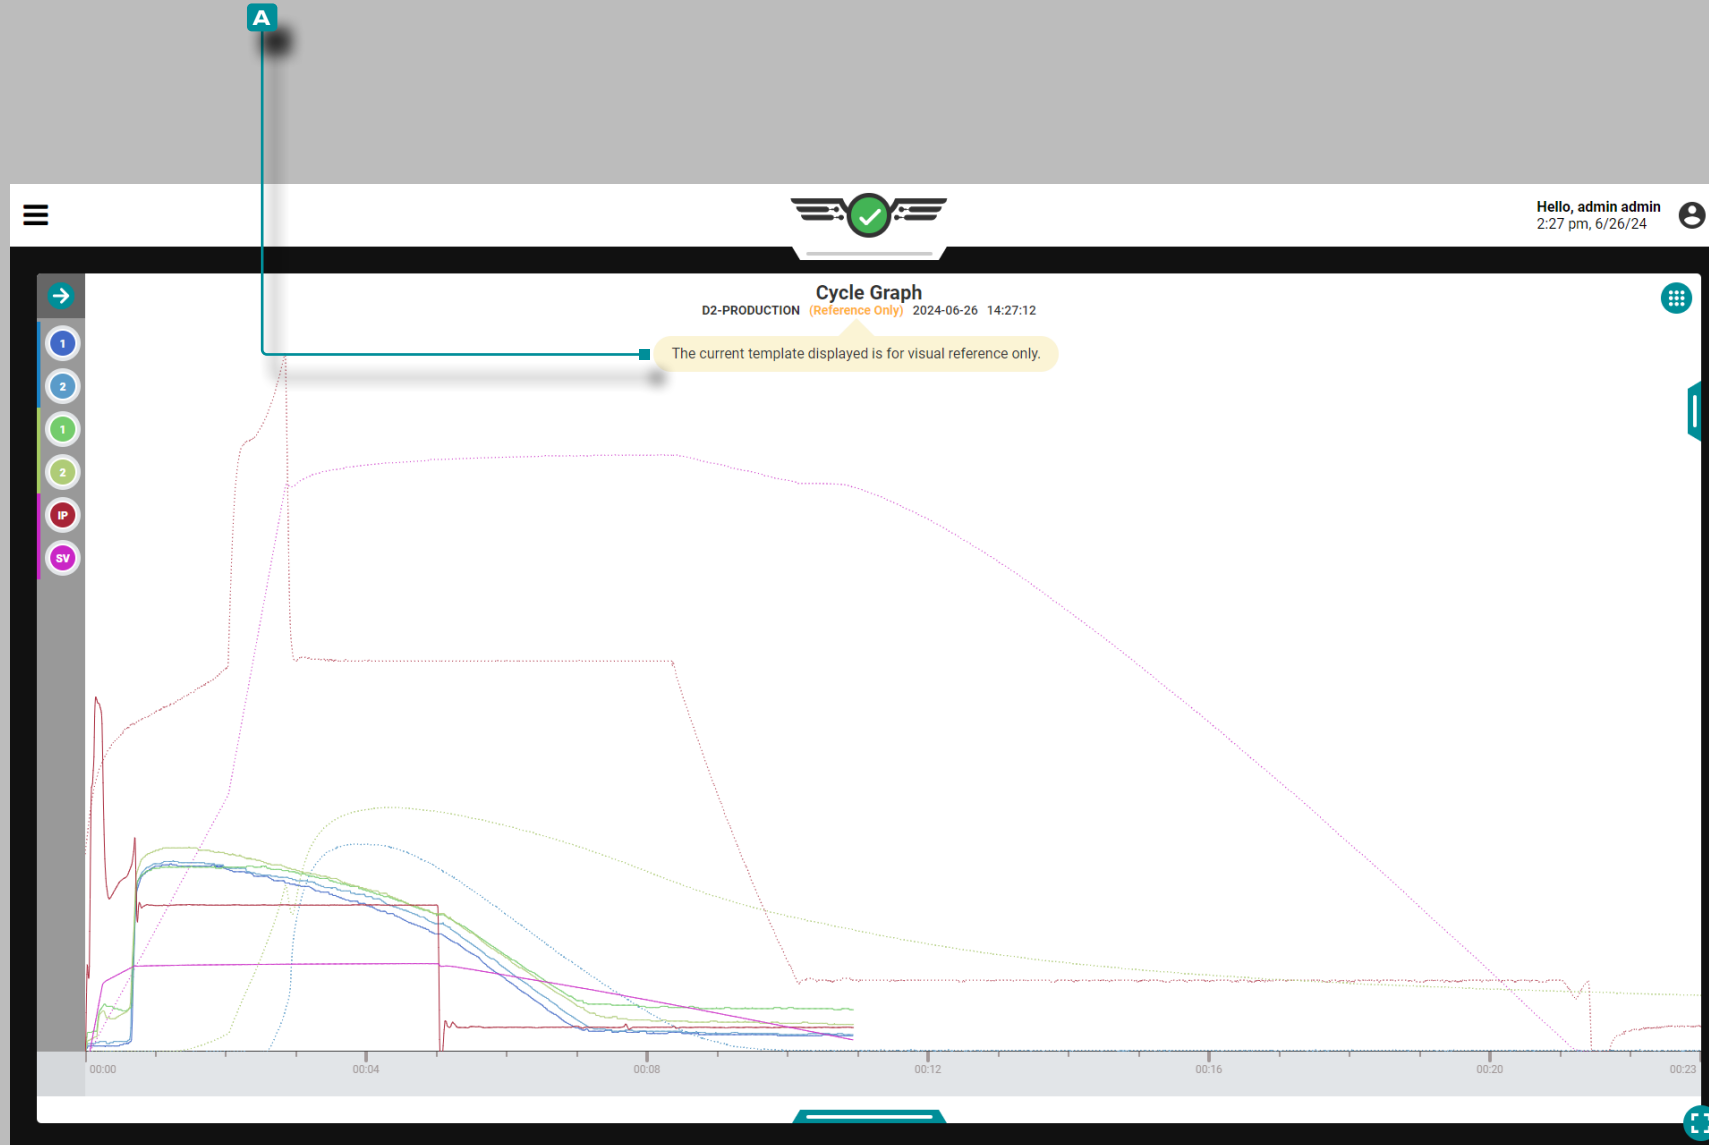 A
Hello, admin admin
2:27 pm, 6/26/24
Cycle Graph
D2-PRODUCTION (Reference Only) 2024-06-26 14:27:12
The current template displayed is for visual reference only.
1
2
1
2
IP
SV
00:00 00:04 00:08 00:12 00:16 00:20 00:23